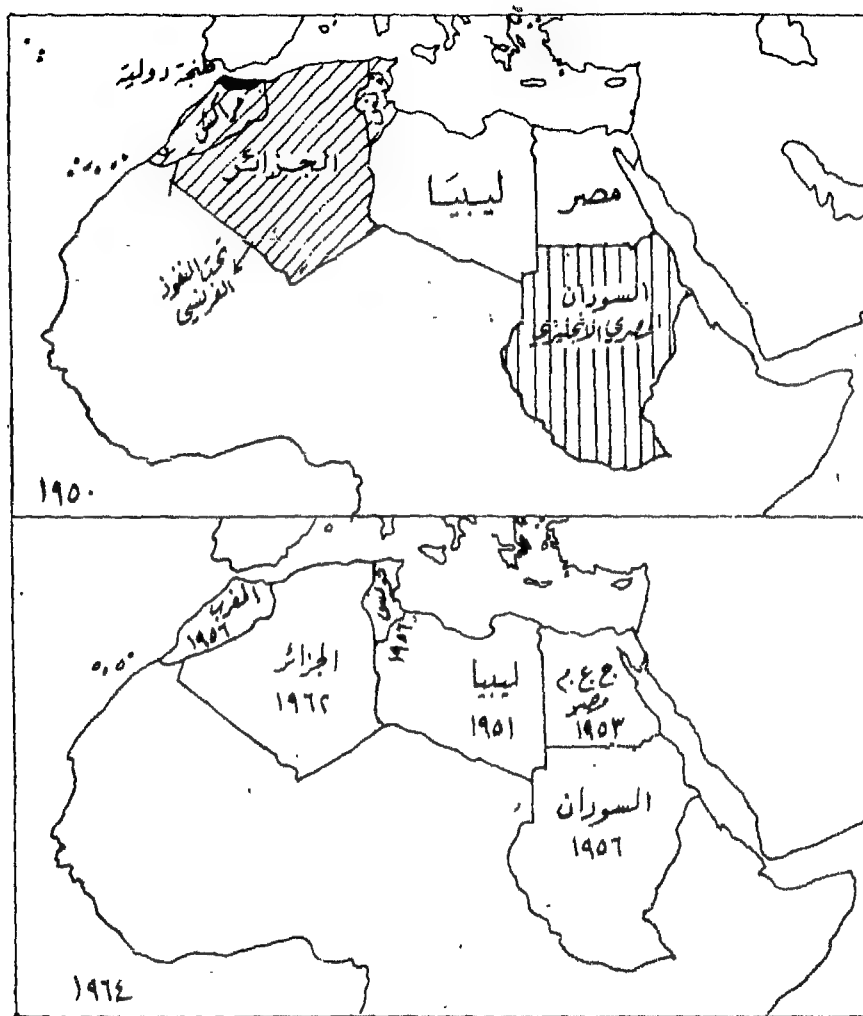 طنجة دولية
مراكش
الجزائر
ليبيا
مصر
تحت النفوذ
الفرنسي
السودان
المصري الانجليزي
١٩٥٠
المغرب
١٩٥٦
تونس
١٩٥٦
الجزائر
١٩٦٢
ليبيا
١٩٥١
ج.ع.م
مصر
١٩٥٣
السودان
١٩٥٦
١٩٦٤